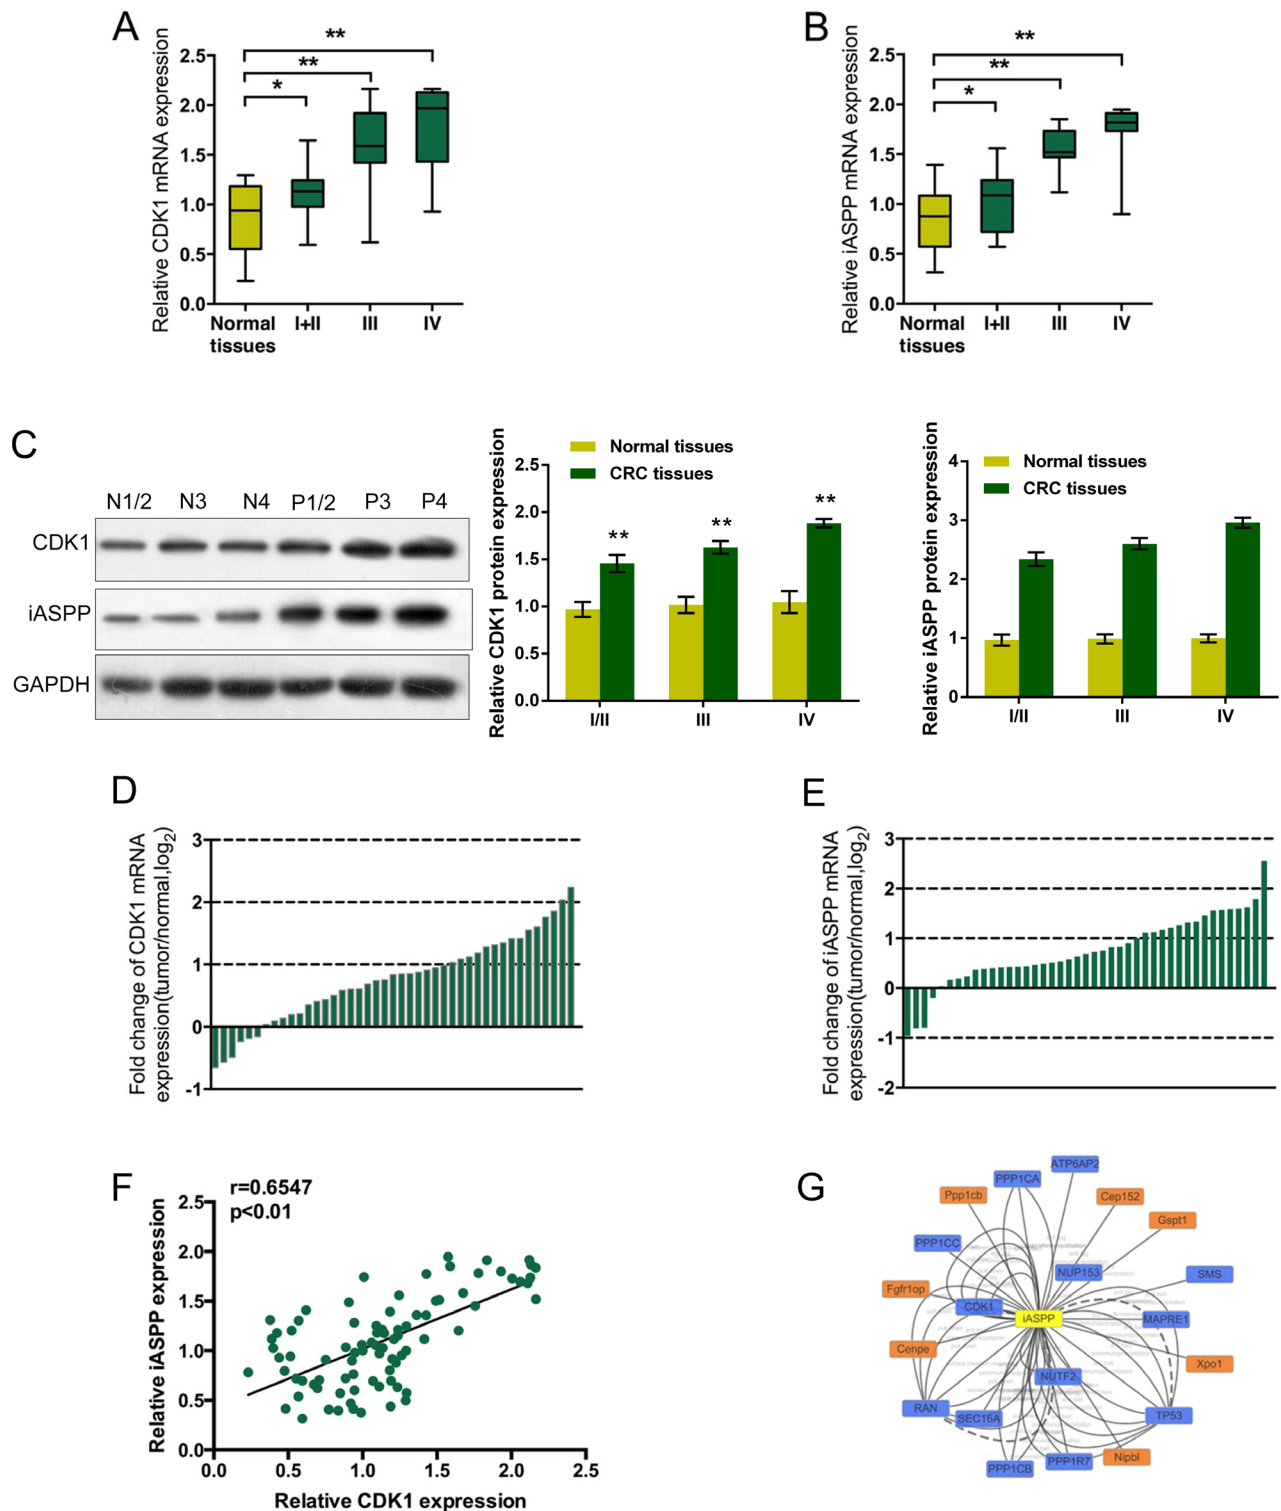 A
Relative CDK1 mRNA expression
2.5
2.0
1.5
1.0
0.5
0.0
**
**
*
Normal tissues
I+II
III
IV
B
Relative iASPP mRNA expression
2.5
2.0
1.5
1.0
0.5
0.0
**
**
*
Normal tissues
I+II
III
IV
C
N1/2 N3 N4 P1/2 P3 P4
CDK1
iASPP
GAPDH
Relative CDK1 protein expression
2.5
2.0
1.5
1.0
0.5
0.0
Normal tissues
CRC tissues
**
**
**
I/II
III
IV
Relative iASPP protein expression
4
3
2
1
0
Normal tissues
CRC tissues
I/II
III
IV
D
Fold change of CDK1 mRNA
expression(tumor/normal,log2)
3
2
1
0
-1
E
Fold change of iASPP mRNA
expression(tumor/normal,log2)
3
2
1
0
-1
-2
F
r=0.6547
p<0.01
Relative iASPP expression
2.5
2.0
1.5
1.0
0.5
0.0
0.0 0.5 1.0 1.5 2.0 2.5
Relative CDK1 expression
G
ATP6AP2
PPP1CA
Ppp1cb
Cep152
Gspt1
PPP1CC
NUP153
SMS
Fgfr1op
CDK1
iASPP
MAPRE1
Cenpe
Xpo1
NUTF2
RAN
SEC16A
TP53
Nipbl
PPP1R7
PPP1CB